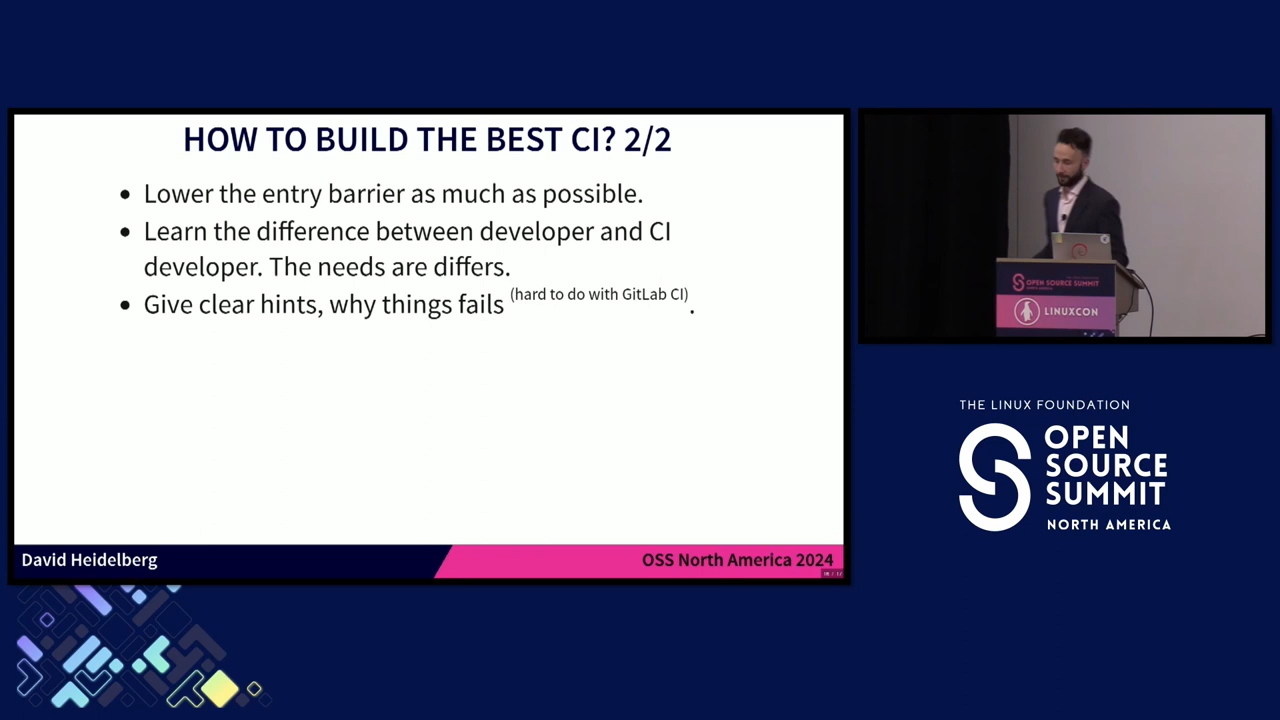 HOW TO BUILD THE BEST CI? 2/2
• Lower the entry barrier as much as possible.
• Learn the difference between developer and CI
developer. The needs are differs.
• Give clear hints, why things fails (hard to do with GitLab CI).
David Heidelberg
OSS North America 2024
OPEN SOURCE SUMMIT
LINUXCON
THE LINUX FOUNDATION
OPEN
SOURCE
SUMMIT
NORTH AMERICA